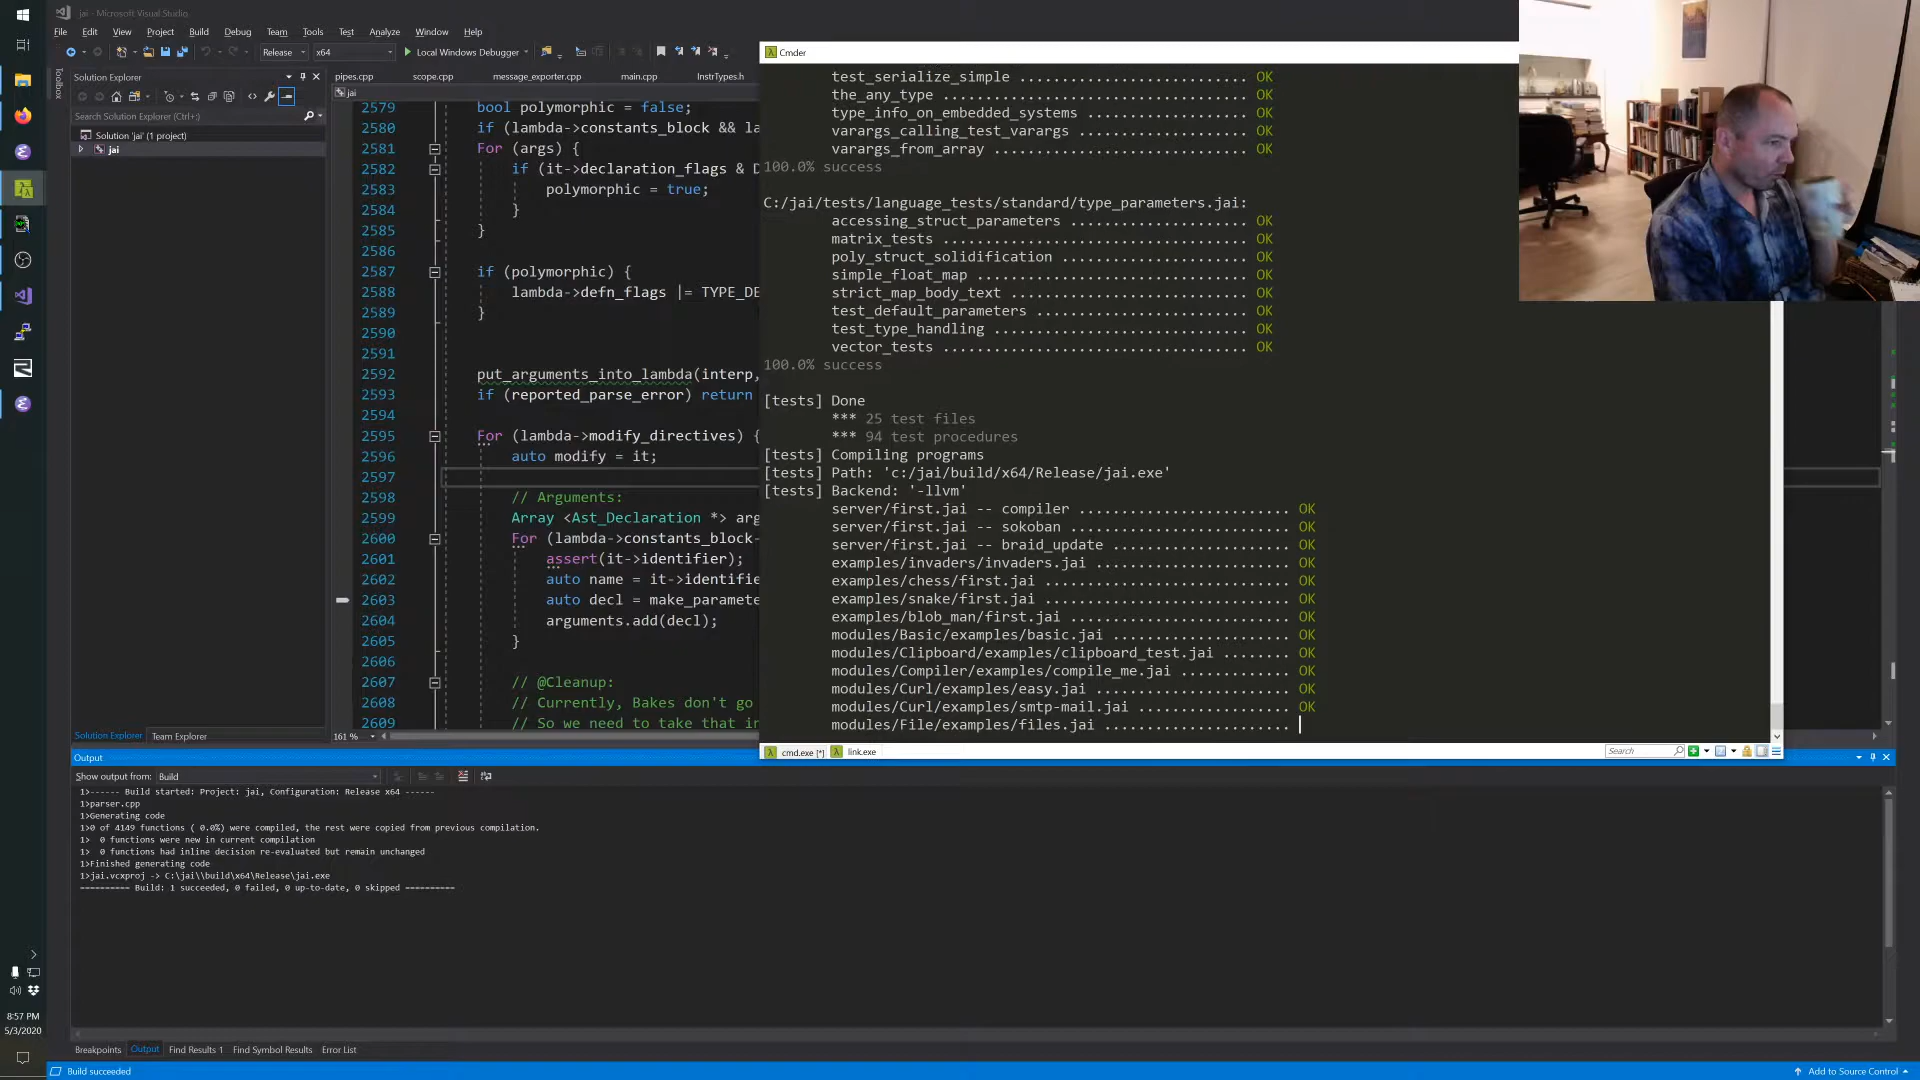 jai - Microsoft Visual Studio
File Edit View Project Build Debug Team Tools Test Analyze Window Help
Release x64 Local Windows Debugger
Toolbox
Solution Explorer
Search Solution Explorer (Ctrl+;)
Solution 'jai' (1 project)
jai
Solution Explorer Team Explorer
pipes.cpp scope.cpp message_exporter.cpp main.cpp InstrTypes.h
jai
2579 bool polymorphic = false;
2580 if (lambda->constants_block && la
2581 For (args) {
2582 if (it->declaration_flags & D
2583 polymorphic = true;
2584 }
2585 }
2586
2587 if (polymorphic) {
2588 lambda->defn_flags |= TYPE_DE
2589 }
2590
2591
2592 put_arguments_into_lambda(interp,
2593 if (reported_parse_error) return
2594
2595 For (lambda->modify_directives) {
2596 auto modify = it;
2597
2598 // Arguments:
2599 Array <Ast_Declaration *> arg
2600 For (lambda->constants_block-
2601 assert(it->identifier);
2602 auto name = it->identifie
2603 auto decl = make_paramete
2604 arguments.add(decl);
2605 }
2606
2607 // @Cleanup:
2608 // Currently, Bakes don't go
2609 // So we need to take that in
161 %
Cmder
test_serialize_simple ........................... OK
the_any_type .................................... OK
type_info_on_embedded_systems ................... OK
varargs_calling_test_varargs .................... OK
varargs_from_array .............................. OK
100.0% success
C:/jai/tests/language_tests/standard/type_parameters.jai:
accessing_struct_parameters ..................... OK
matrix_tests .................................... OK
poly_struct_solidification ...................... OK
simple_float_map ................................ OK
strict_map_body_text ............................ OK
test_default_parameters ......................... OK
test_type_handling .............................. OK
vector_tests .................................... OK
100.0% success
[tests] Done
*** 25 test files
*** 94 test procedures
[tests] Compiling programs
[tests] Path: 'c:/jai/build/x64/Release/jai.exe'
[tests] Backend: '-llvm'
server/first.jai -- compiler ......................... OK
server/first.jai -- sokoban .......................... OK
server/first.jai -- braid_update ..................... OK
examples/invaders/invaders.jai ....................... OK
examples/chess/first.jai ............................. OK
examples/snake/first.jai ............................. OK
examples/blob_man/first.jai .......................... OK
modules/Basic/examples/basic.jai ..................... OK
modules/Clipboard/examples/clipboard_test.jai ........ OK
modules/Compiler/examples/compile_me.jai ............. OK
modules/Curl/examples/easy.jai ....................... OK
modules/Curl/examples/smtp-mail.jai .................. OK
modules/File/examples/files.jai ......................
cmd.exe [*] link.exe Search
Output
Show output from: Build
1>------ Build started: Project: jai, Configuration: Release x64 ------
1>parser.cpp
1>Generating code
1>0 of 4149 functions ( 0.0%) were compiled, the rest were copied from previous compilation.
1> 0 functions were new in current compilation
1> 0 functions had inline decision re-evaluated but remain unchanged
1>Finished generating code
1>jai.vcxproj -> C:\jai\\build\x64\Release\jai.exe
========== Build: 1 succeeded, 0 failed, 0 up-to-date, 0 skipped ==========
8:57 PM
5/3/2020
Breakpoints Output Find Results 1 Find Symbol Results Error List
Build succeeded Add to Source Control